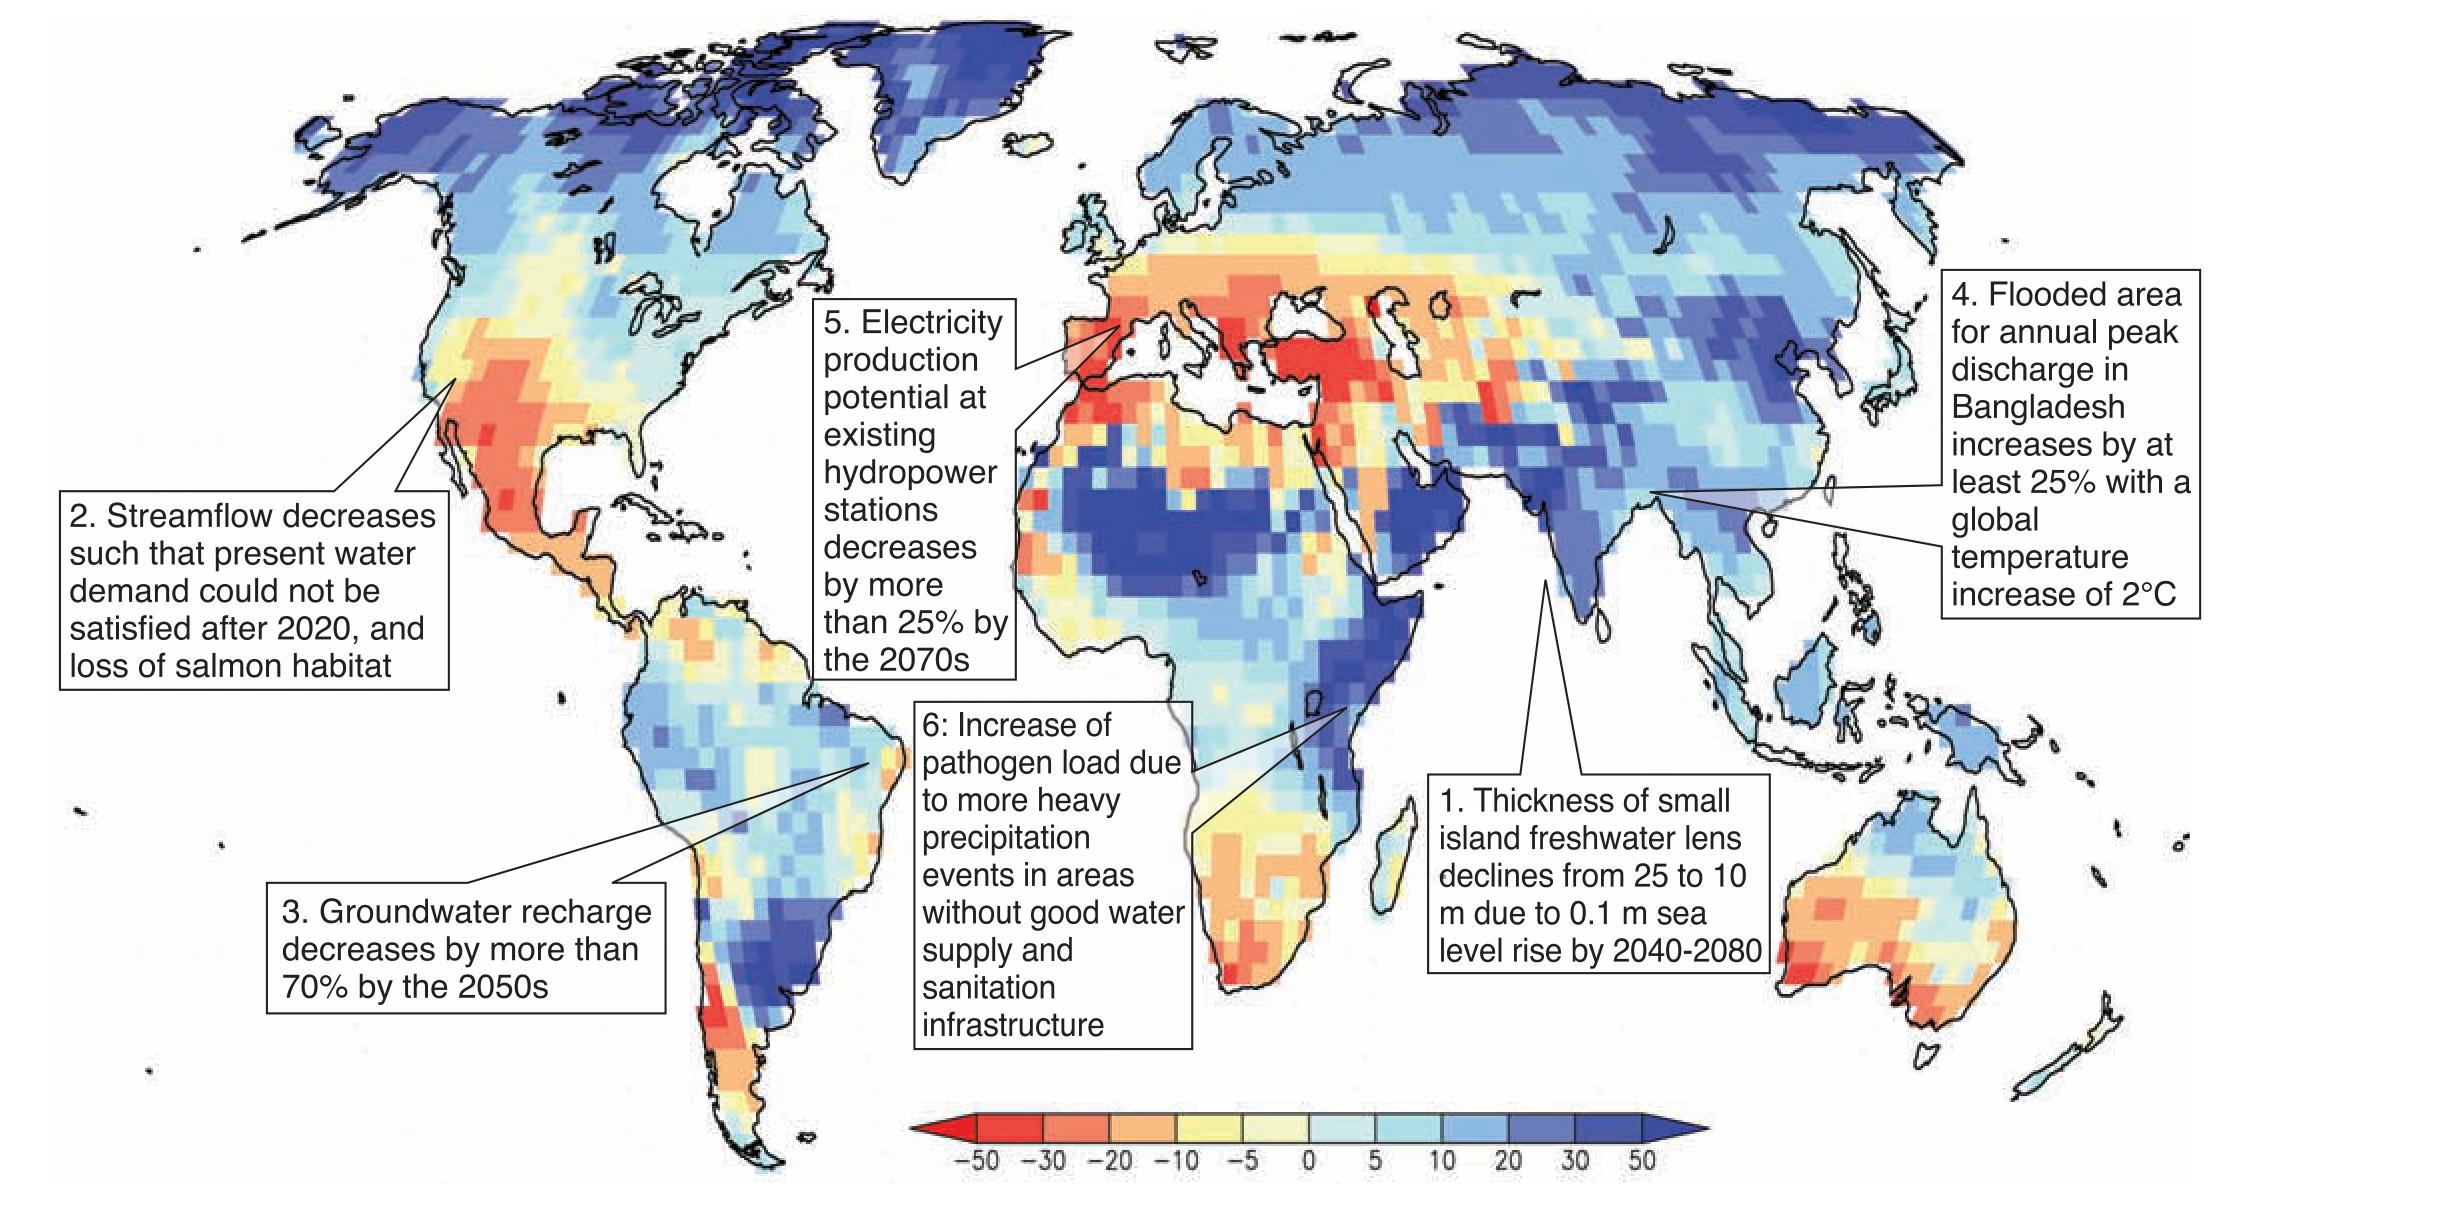 5. Electricity
production
potential at
existing
hydropower
stations
decreases
by more
than 25% by
the 2070s
4. Flooded area
for annual peak
discharge in
Bangladesh
increases by at
least 25% with a
global
temperature
increase of 2°C
2. Streamflow decreases
such that present water
demand could not be
satisfied after 2020, and
loss of salmon habitat
6: Increase of
pathogen load due
to more heavy
precipitation
events in areas
without good water
supply and
sanitation
infrastructure
1. Thickness of small
island freshwater lens
declines from 25 to 10
m due to 0.1 m sea
level rise by 2040-2080
3. Groundwater recharge
decreases by more than
70% by the 2050s
−50 −30 −20 −10 −5 0 5 10 20 30 50